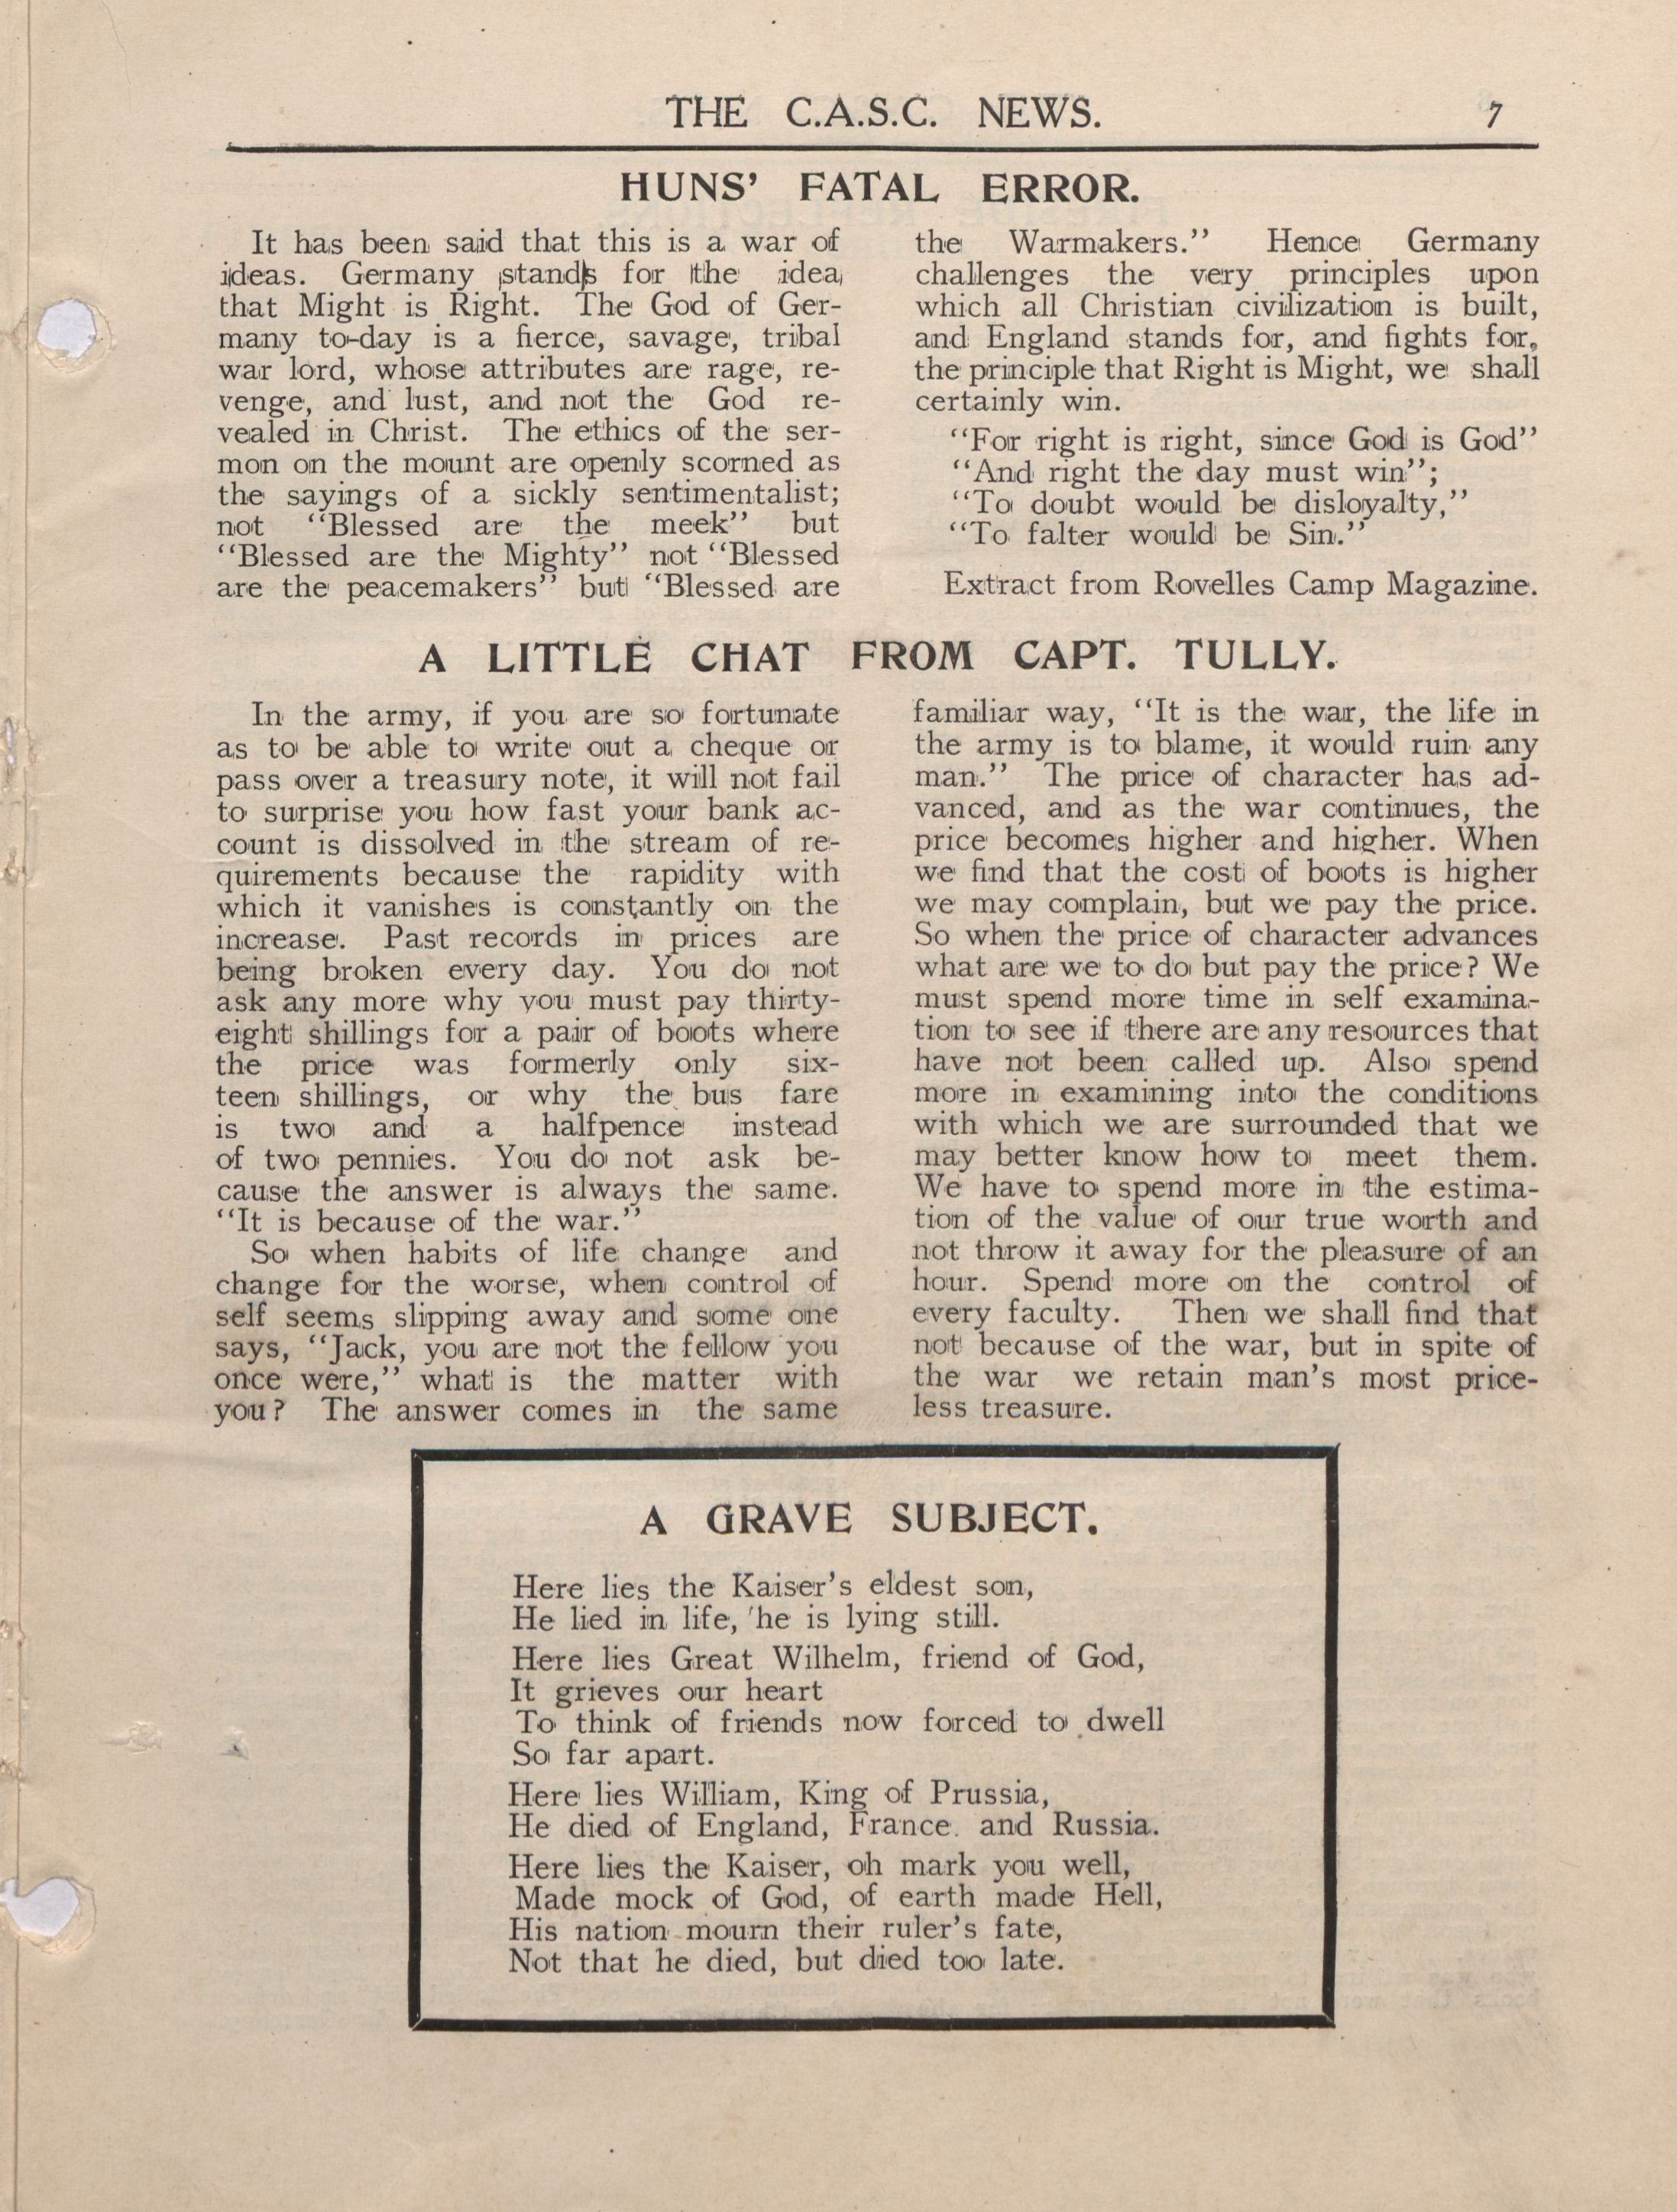 THE C.A.S.C. NEWS. 7
HUNS' FATAL ERROR.
It has been said that this is a war of
ideas. Germany stands for the idea
that Might is Right. The God of Ger-
many to-day is a fierce, savage, tribal
war lord, whose attributes are rage, re-
venge, and lust, and not the God re-
vealed in Christ. The ethics of the ser-
mon on the mount are openly scorned as
the sayings of a sickly sentimentalist;
not "Blessed are the meek" but
"Blessed are the Mighty" not "Blessed
are the peacemakers" but "Blessed are
the Warmakers." Hence Germany
challenges the very principles upon
which all Christian civilization is built,
and England stands for, and fights for,
the principle that Right is Might, we shall
certainly win.
"For right is right, since God is God"
"And right the day must win";
"To doubt would be disloyalty,"
"To falter would be Sin."
Extract from Rovelles Camp Magazine.
A LITTLE CHAT FROM CAPT. TULLY.
In the army, if you are so fortunate
as to be able to write out a cheque or
pass over a treasury note, it will not fail
to surprise you how fast your bank ac-
count is dissolved in the stream of re-
quirements because the rapidity with
which it vanishes is constantly on the
increase. Past records in prices are
being broken every day. You do not
ask any more why you must pay thirty-
eight shillings for a pair of boots where
the price was formerly only six-
teen shillings, or why the bus fare
is two and a halfpence instead
of two pennies. You do not ask be-
cause the answer is always the same.
"It is because of the war."
So when habits of life change and
change for the worse, when control of
self seems slipping away and some one
says, "Jack, you are not the fellow you
once were," what is the matter with
you? The answer comes in the same
familiar way, "It is the war, the life in
the army is to blame, it would ruin any
man." The price of character has ad-
vanced, and as the war continues, the
price becomes higher and higher. When
we find that the cost of boots is higher
we may complain, but we pay the price.
So when the price of character advances
what are we to do but pay the price? We
must spend more time in self examina-
tion to see if there are any resources that
have not been called up. Also spend
more in examining into the conditions
with which we are surrounded that we
may better know how to meet them.
We have to spend more in the estima-
tion of the value of our true worth and
not throw it away for the pleasure of an
hour. Spend more on the control of
every faculty. Then we shall find that
not because of the war, but in spite of
the war we retain man's most price-
less treasure.
A GRAVE SUBJECT.
Here lies the Kaiser's eldest son,
He lied in life, he is lying still.
Here lies Great Wilhelm, friend of God,
It grieves our heart
To think of friends now forced to dwell
So far apart.
Here lies William, King of Prussia,
He died of England, France. and Russia.
Here lies the Kaiser, oh mark you well,
Made mock of God, of earth made Hell,
His nation mourn their ruler's fate,
Not that he died, but died too late.